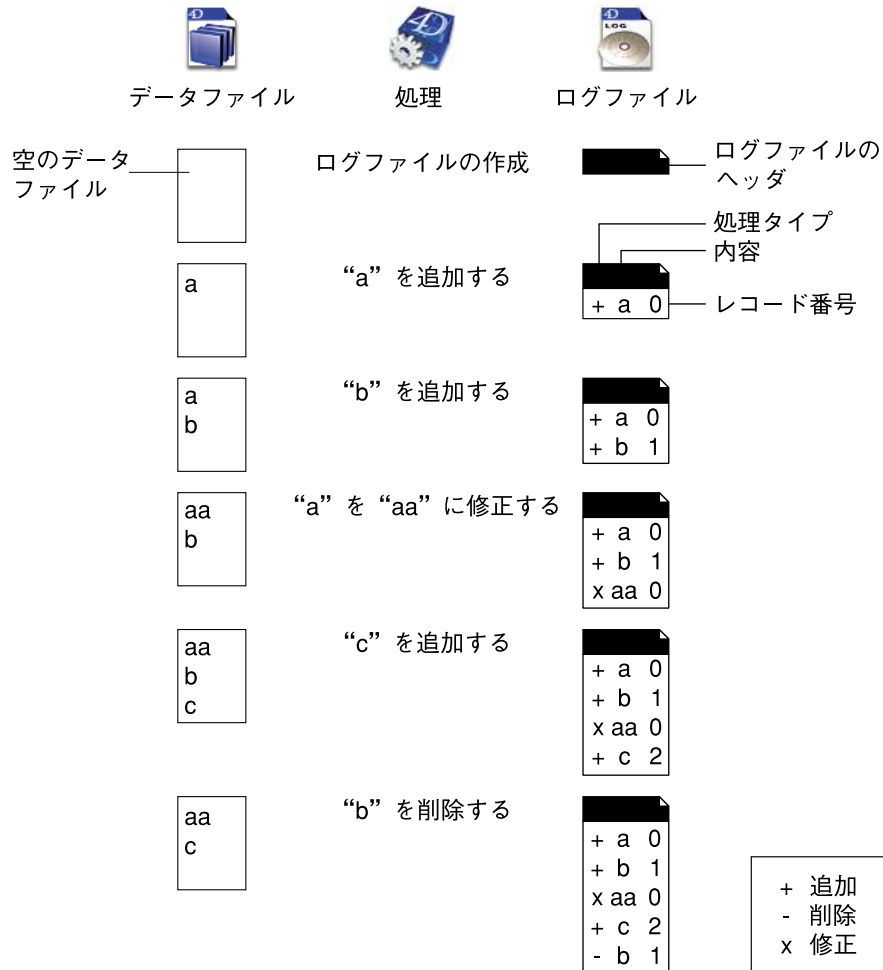 4D
4D
4D
LOG
データファイル
処理
ログファイル
空のデータ
ファイル
ログファイルの作成
ログファイルの
ヘッダ
処理タイプ
内容
a
“a” を追加する
+ a 0
レコード番号
a
b
“b” を追加する
+ a 0
+ b 1
aa
b
“a” を “aa” に修正する
+ a 0
+ b 1
x aa 0
aa
b
c
“c” を追加する
+ a 0
+ b 1
x aa 0
+ c 2
aa
c
“b” を削除する
+ a 0
+ b 1
x aa 0
+ c 2
- b 1
+ 追加
- 削除
x 修正